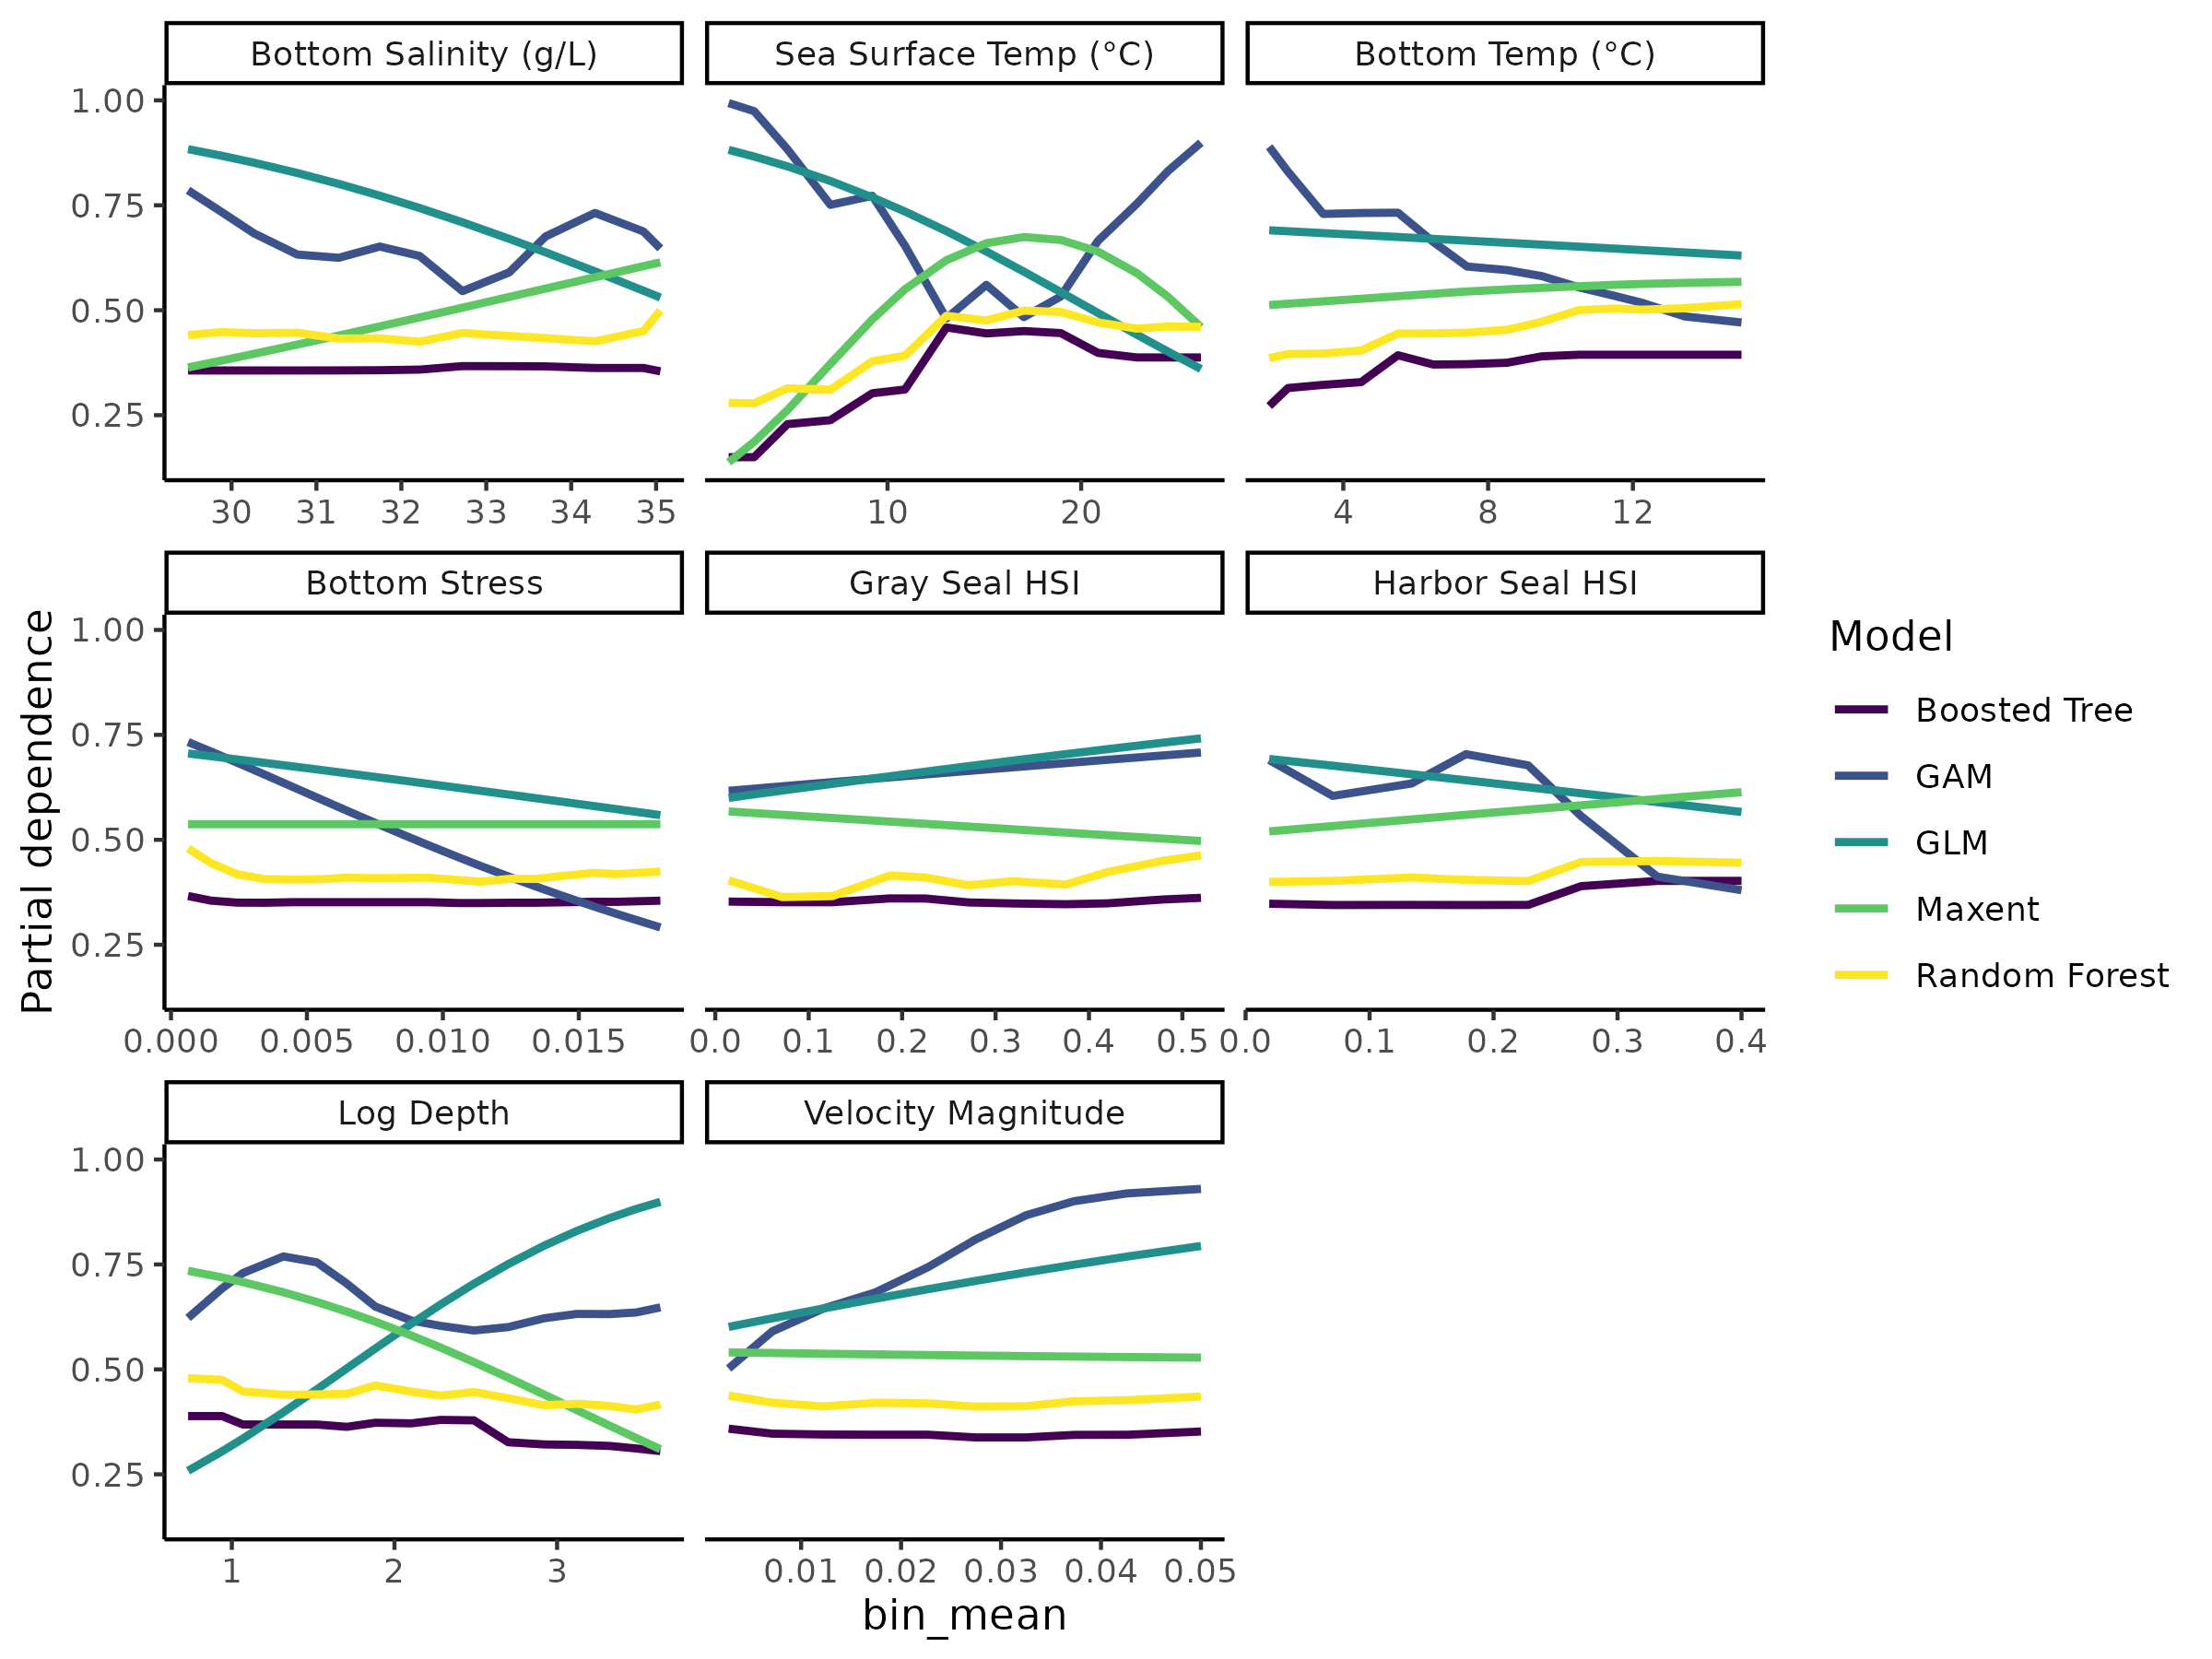 Bottom Salinity (g/L)
Sea Surface Temp (°C)
Bottom Temp (°C)
1.00
0.75
0.50
0.25
30 31 32 33 34 35
10 20
4 8 12
Bottom Stress
Gray Seal HSI
Harbor Seal HSI
1.00
0.75
0.50
0.25
0.000 0.005 0.010 0.015
0.0 0.1 0.2 0.3 0.4 0.5
0.0 0.1 0.2 0.3 0.4
Log Depth
Velocity Magnitude
1.00
0.75
0.50
0.25
1 2 3
0.01 0.02 0.03 0.04 0.05
bin_mean
Partial dependence
Model
Boosted Tree
GAM
GLM
Maxent
Random Forest